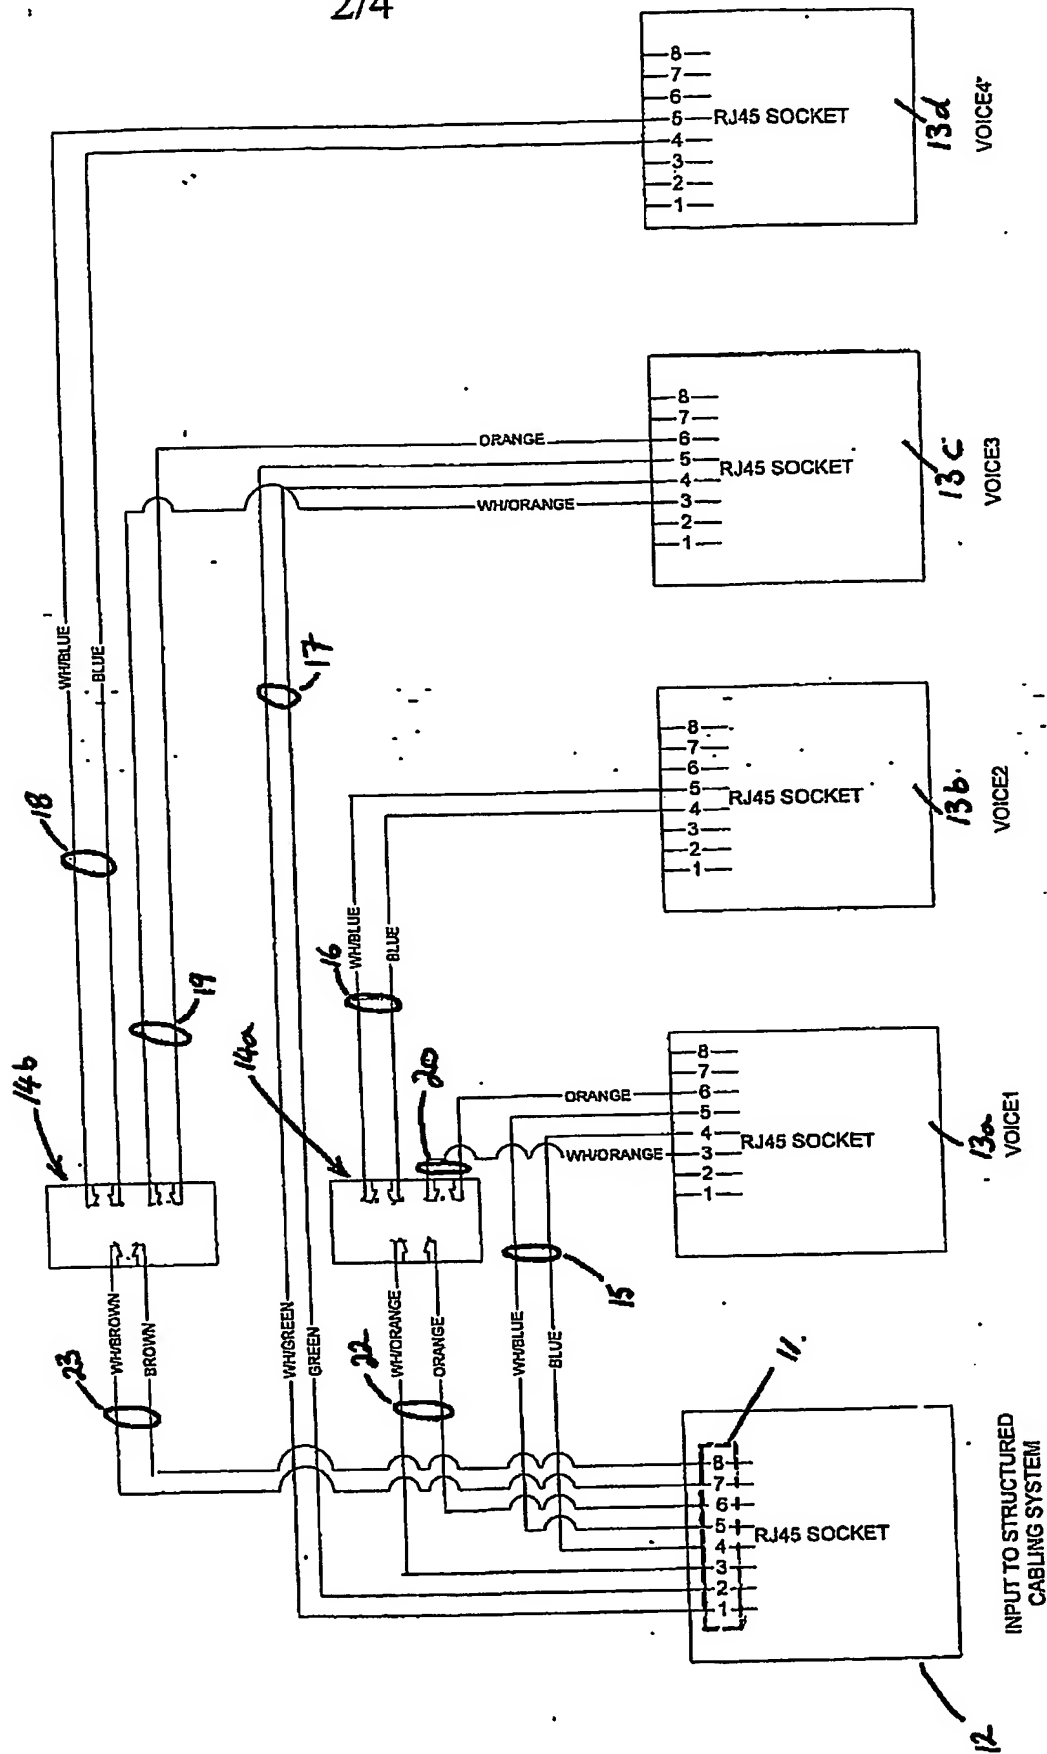 2/4
8
7
6
5
4
3
2
1
RJ45 SOCKET
13d
VOICE4
8
7
6
5
4
3
2
1
RJ45 SOCKET
ORANGE
WH/ORANGE
13c
VOICE3
WH/BLUE
BLUE
17
18
8
7
6
5
4
3
2
1
RJ45 SOCKET
13b
VOICE2
WH/BLUE
BLUE
16
19
14b
14a
20
8
7
6
5
4
3
2
1
RJ45 SOCKET
ORANGE
WH/ORANGE
13a
VOICE1
15
WH/BROWN
BROWN
23
WH/GREEN
GREEN
WH/ORANGE
ORANGE
22
WH/BLUE
BLUE
11.
8
7
6
5
4
3
2
1
RJ45 SOCKET
12
INPUT TO STRUCTURED
CABLING SYSTEM